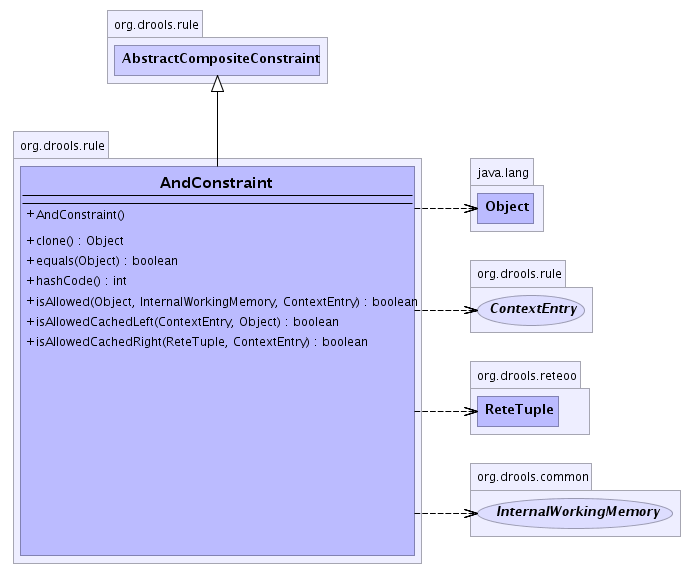 org.drools.rule
AbstractCompositeConstraint
org.drools.rule
AndConstraint
+AndConstraint()
+clone() : Object
+equals(Object) : boolean
+hashCode() : int
+isAllowed(Object, InternalWorkingMemory, ContextEntry) : boolean
+isAllowedCachedLeft(ContextEntry, Object) : boolean
+isAllowedCachedRight(ReteTuple, ContextEntry) : boolean
java.lang
Object
org.drools.rule
ContextEntry
org.drools.reteoo
ReteTuple
org.drools.common
InternalWorkingMemory